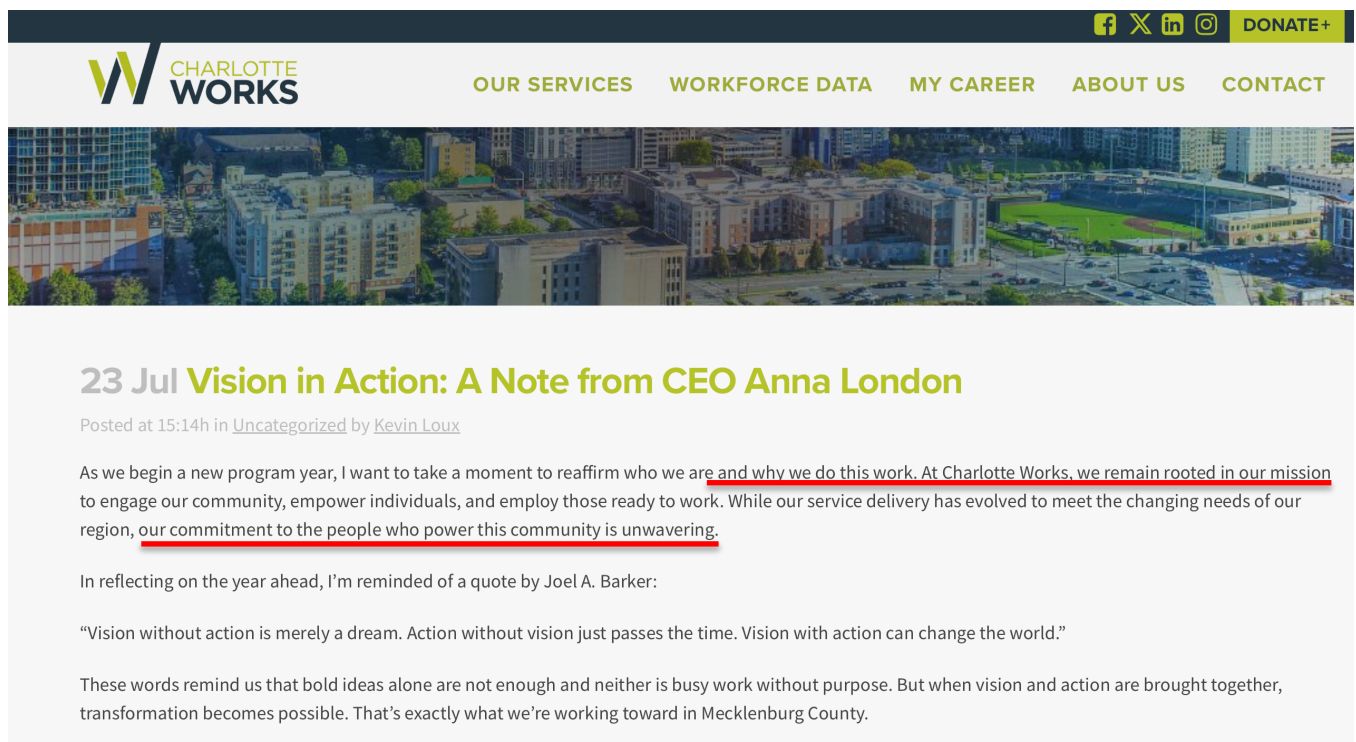 DONATE+
CHARLOTTE
WORKS
OUR SERVICES WORKFORCE DATA MY CAREER ABOUT US CONTACT
23 Jul Vision in Action: A Note from CEO Anna London
Posted at 15:14h in Uncategorized by Kevin Loux
As we begin a new program year, I want to take a moment to reaffirm who we are and why we do this work. At Charlotte Works, we remain rooted in our mission
to engage our community, empower individuals, and employ those ready to work. While our service delivery has evolved to meet the changing needs of our
region, our commitment to the people who power this community is unwavering.
In reflecting on the year ahead, I’m reminded of a quote by Joel A. Barker:
“Vision without action is merely a dream. Action without vision just passes the time. Vision with action can change the world.”
These words remind us that bold ideas alone are not enough and neither is busy work without purpose. But when vision and action are brought together,
transformation becomes possible. That’s exactly what we’re working toward in Mecklenburg County.